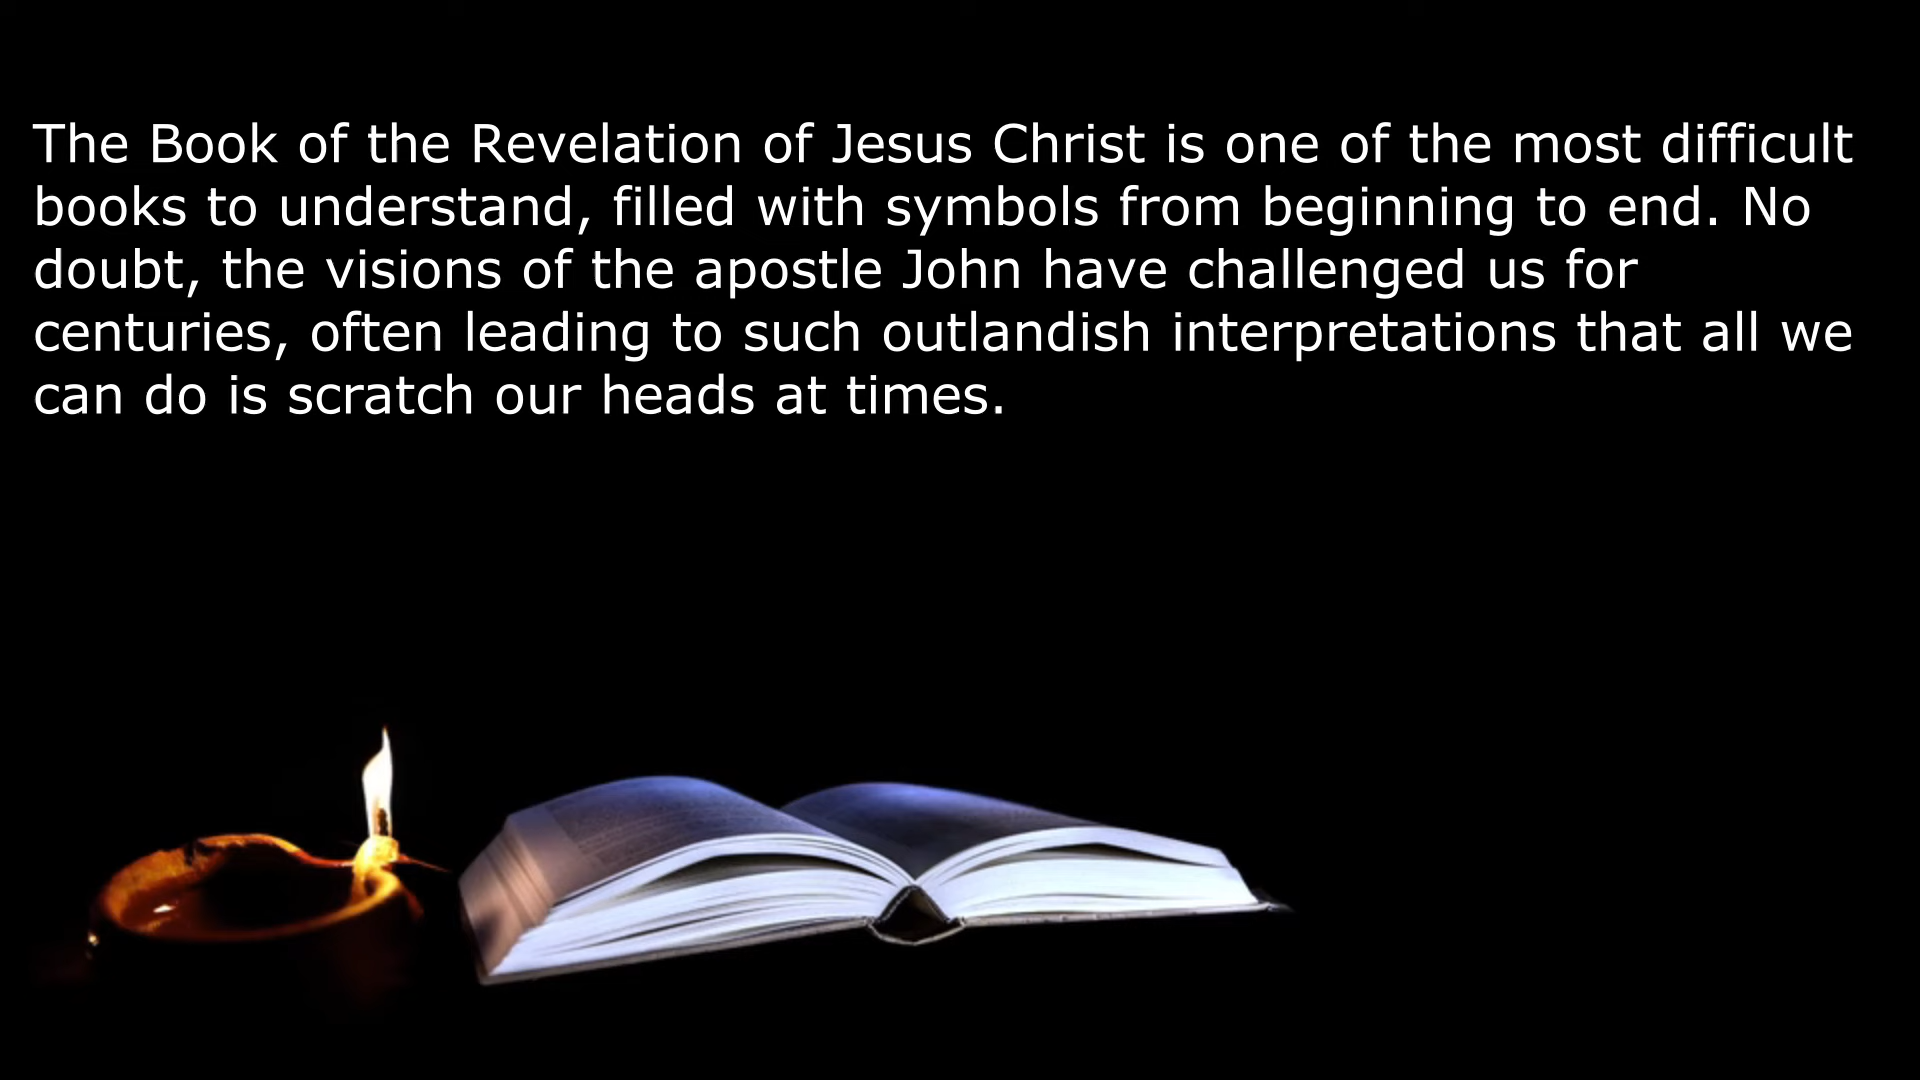 The Book of the Revelation of Jesus Christ is one of the most difficult
books to understand, filled with symbols from beginning to end. No
doubt, the visions of the apostle John have challenged us for
centuries, often leading to such outlandish interpretations that all we
can do is scratch our heads at times.